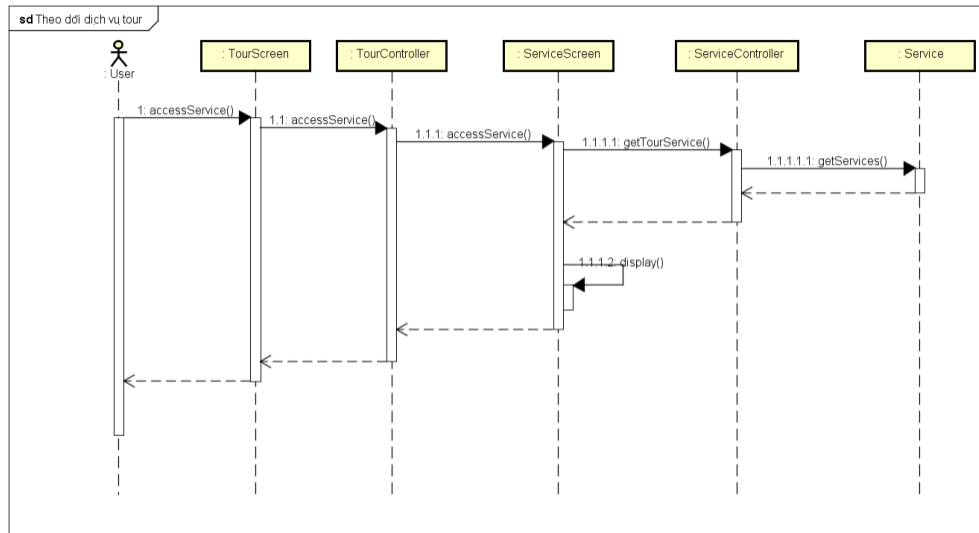 sd Theo dõi dịch vụ tour
: User
: TourScreen
: TourController
: ServiceScreen
: ServiceController
: Service
1: accessService()
1.1: accessService()
1.1.1: accessService()
1.1.1.1: getTourService()
1.1.1.1.1: getServices()
1.1.1.2: display()